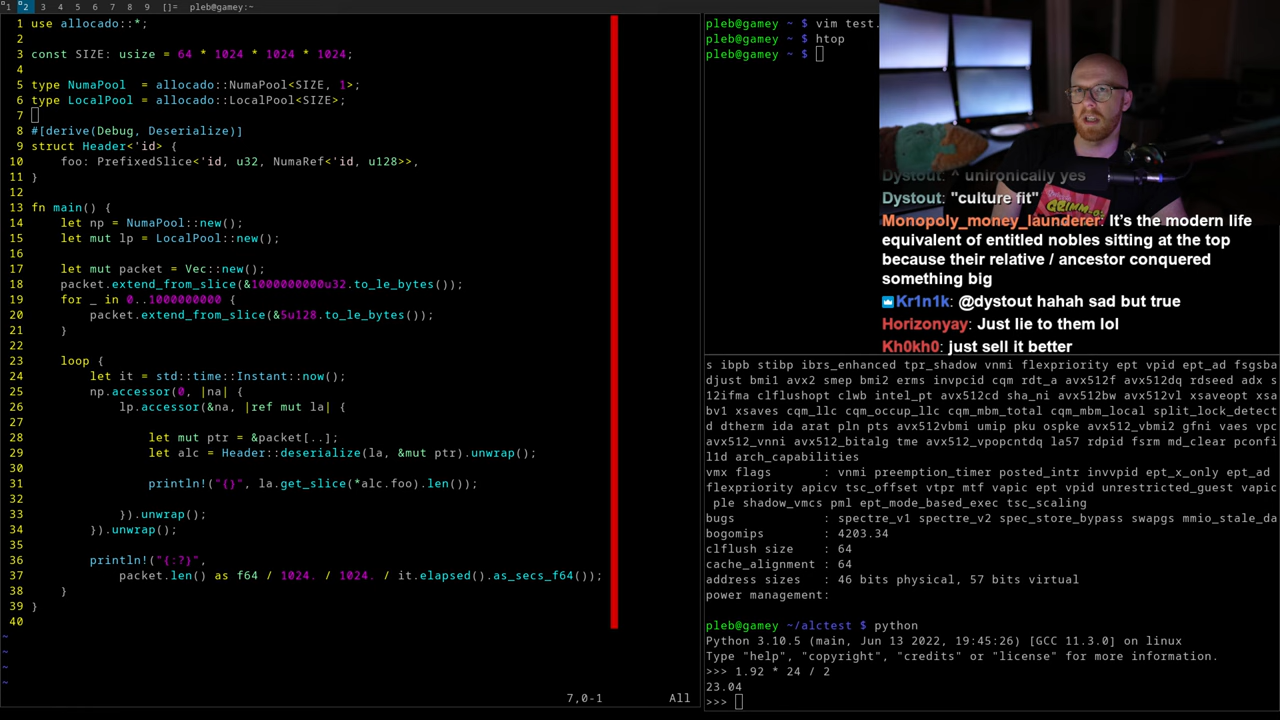 1 2 3 4 5 6 7 8 9 []= pleb@gamey:~
1 use allocado::*;
2
3 const SIZE: usize = 64 * 1024 * 1024 * 1024;
4
5 type NumaPool  = allocado::NumaPool<SIZE, 1>;
6 type LocalPool = allocado::LocalPool<SIZE>;
7
8 #[derive(Debug, Deserialize)]
9 struct Header<'id> {
10     foo: PrefixedSlice<'id, u32, NumaRef<'id, u128>>,
11 }
12
13 fn main() {
14     let np = NumaPool::new();
15     let mut lp = LocalPool::new();
16
17     let mut packet = Vec::new();
18     packet.extend_from_slice(&1000000000u32.to_le_bytes());
19     for _ in 0..1000000000 {
20         packet.extend_from_slice(&5u128.to_le_bytes());
21     }
22
23     loop {
24         let it = std::time::Instant::now();
25         np.accessor(0, |na| {
26             lp.accessor(&na, |ref mut la| {
27
28                 let mut ptr = &packet[..];
29                 let alc = Header::deserialize(la, &mut ptr).unwrap();
30
31                 println!("{}", la.get_slice(*alc.foo).len());
32
33             }).unwrap();
34         }).unwrap();
35
36         println!("{:?}",
37             packet.len() as f64 / 1024. / 1024. / it.elapsed().as_secs_f64());
38     }
39 }
40
~
~
~
~
7,0-1 All
pleb@gamey ~ $ vim test.
pleb@gamey ~ $ htop
pleb@gamey ~ $
Dystout: ^ unironically yes
Dystout: "culture fit"
Monopoly_money_launderer: It's the modern life
equivalent of entitled nobles sitting at the top
because their relative / ancestor conquered
something big
Kr1n1k: @dystout hahah sad but true
Horizonyay: Just lie to them lol
Kh0kh0: just sell it better
s ibpb stibp ibrs_enhanced tpr_shadow vnmi flexpriority ept vpid ept_ad fsgsba
djust bmi1 avx2 smep bmi2 erms invpcid cqm rdt_a avx512f avx512dq rdseed adx s
12ifma clflushopt clwb intel_pt avx512cd sha_ni avx512bw avx512vl xsaveopt xsa
bv1 xsaves cqm_llc cqm_occup_llc cqm_mbm_total cqm_mbm_local split_lock_detect
d dtherm ida arat pln pts avx512vbmi umip pku ospke avx512_vbmi2 gfni vaes vpc
avx512_vnni avx512_bitalg tme avx512_vpopcntdq la57 rdpid fsrm md_clear pconfi
l1d arch_capabilities
vmx flags : vnmi preemption_timer posted_intr invvpid ept_x_only ept_ad
flexpriority apicv tsc_offset vtpr mtf vapic ept vpid unrestricted_guest vapic
ple shadow_vmcs pml ept_mode_based_exec tsc_scaling
bugs : spectre_v1 spectre_v2 spec_store_bypass swapgs mmio_stale_da
bogomips : 4203.34
clflush size : 64
cache_alignment : 64
address sizes : 46 bits physical, 57 bits virtual
power management:
pleb@gamey ~/alctest $ python
Python 3.10.5 (main, Jun 13 2022, 19:45:26) [GCC 11.3.0] on linux
Type "help", "copyright", "credits" or "license" for more information.
>>> 1.92 * 24 / 2
23.04
>>>